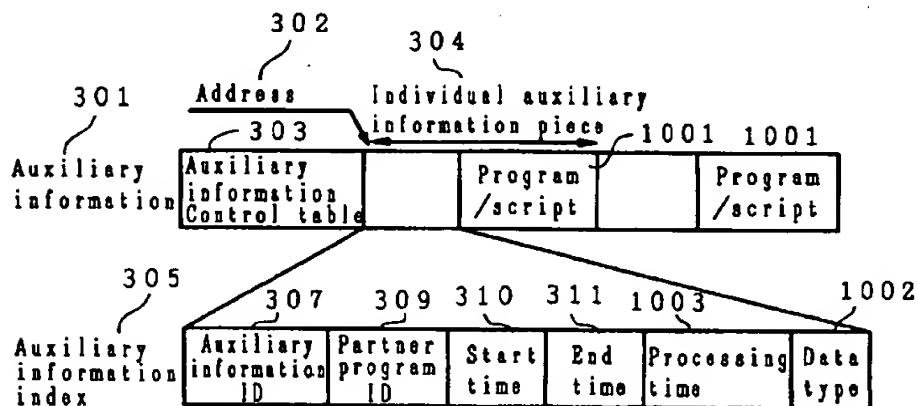 302
304
301
Address
Individual auxiliary
information piece
303
1001
1001
Auxiliary
information
Auxiliary
information
Control table
Program
/script
Program
/script
305
307
309
310
311
1003
1002
Auxiliary
information
index
Auxiliary
information
ID
Partner
program
ID
Start
time
End
time
Processing
time
Data
type